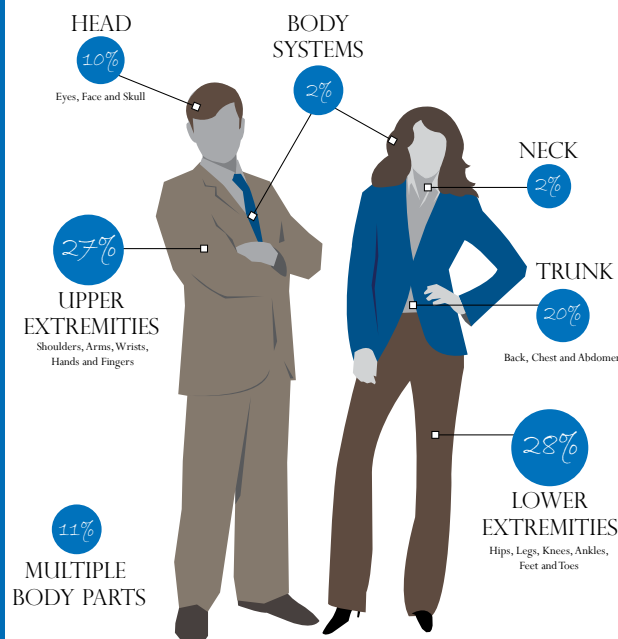 HEAD
10%
Eyes, Face and Skull
BODY
SYSTEMS
2%
NECK
2%
27%
UPPER
EXTREMITIES
Shoulders, Arms, Wrists,
Hands and Fingers
TRUNK
20%
Back, Chest and Abdomen
28%
LOWER
EXTREMITIES
Hips, Legs, Knees, Ankles,
Feet and Toes
11%
MULTIPLE
BODY PARTS